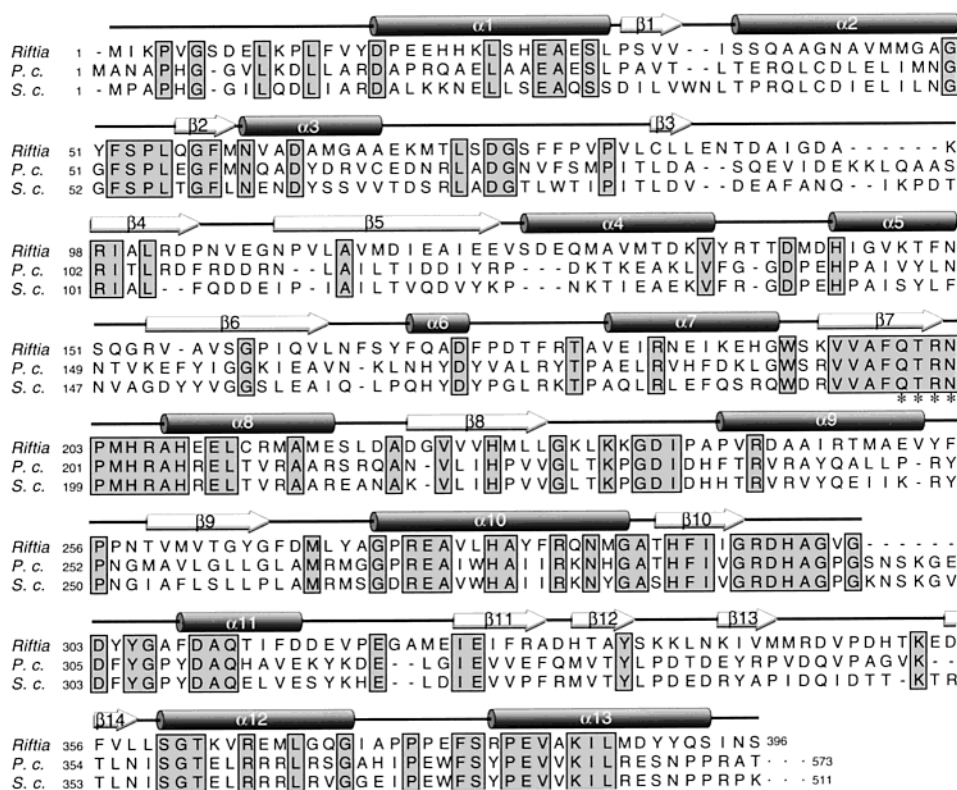 α1 β1 α2
Riftia 1 - M I K P V G S D E L K P L F V Y D P E E H H K L S H E A E S L P S V V - - I S S Q A A G N A V M M G A G
P. c. 1 M A N A P H G - G V L K D L L A R D A P R Q A E L A A E A E S L P A V T - - L T E R Q L C D L E L I M N G
S. c. 1 - M P A P H G - G I L Q D L I A R D A L K K N E L L S E A Q S S D I L V W N L T P R Q L C D I E L I L N G
β2 α3 β3
Riftia 51 Y F S P L Q G F M N V A D A M G A A E K M T L S D G S F F P V P V L C L L E N T D A I G D A - - - - - K
P. c. 51 G F S P L E G F M N Q A D Y D R V C E D N R L A D G N V F S M P I T L D A - - S Q E V I D E K K L Q A A S
S. c. 52 G F S P L T G F L N E N D Y S S V V T D S R L A D G T L W T I P I T L D V - - D E A F A N Q - - I K P D T
β4 β5 α4 α5
Riftia 98 R I A L R D P N V E G N P V L A V M D I E A I E E V S D E Q M A V M T D K V Y R T T D M D H I G V K T F N
P. c. 102 R I T L R D F R D D R N - - L A I L T I D D I Y R P - - - D K T K E A K L V F G - G D P E H P A I V Y L N
S. c. 101 R I A L - - F Q D D E I P - I A I L T V Q D V Y K P - - - N K T I E A E K V F R - G D P E H P A I S Y L F
β6 α6 α7 β7
Riftia 151 S Q G R V - A V S G P I Q V L N F S Y F Q A D F P D T F R T A V E I R N E I K E H G W S K V V A F Q T R N
P. c. 149 N T V K E F Y I G G K I E A V N - K L N H Y D Y V A L R Y T P A E L R V H F D K L G W S R V V A F Q T R N
S. c. 147 N V A G D Y Y V G G S L E A I Q - L P Q H Y D Y P G L R K T P A Q L R L E F Q S R Q W D R V V A F Q T R N
* * * *
α8 β8 α9
Riftia 203 P M H R A H E E L C R M A M E S L D A D G V V V H M L L G K L K K G D I P A P V R D A A I R T M A E V Y F
P. c. 201 P M H R A H R E L T V R A A R S R Q A N - V L I H P V V G L T K P G D I D H F T R V R A Y Q A L L P - R Y
S. c. 199 P M H R A H R E L T V R A A R E A N A K - V L I H P V V G L T K P G D I D H H T R V R V Y Q E I I K - R Y
β9 α10 β10
Riftia 256 P P N T V M V T G Y G F D M L Y A G P R E A V L H A Y F R Q N M G A T H F I I G R D H A G V G - - - - - -
P. c. 252 P N G M A V L G L L G L A M R M G G P R E A I W H A I I R K N H G A T H F I V G R D H A G P G S N S K G E
S. c. 250 P N G I A F L S L L P L A M R M S G D R E A V W H A I I R K N Y G A S H F I V G R D H A G P G K N S K G V
α11 β11 β12 β13
Riftia 303 D Y Y G A F D A Q T I F D D E V P E G A M E I E I F R A D H T A Y S K K L N K I V M M R D V P D H T K E D
P. c. 305 D F Y G P Y D A Q H A V E K Y K D E - - L G I E V V E F Q M V T Y L P D T D E Y R P V D Q V P A G V K - -
S. c. 303 D F Y G P Y D A Q E L V E S Y K H E - - L D I E V V P F R M V T Y L P D E D R Y A P I D Q I D T T - K T R
β14 α12 α13
Riftia 356 F V L L S G T K V R E M L G Q G I A P P P E F S R P E V A K I L M D Y Y Q S I N S 396
P. c. 354 T L N I S G T E L R R R L R S G A H I P E W F S Y P E V V K I L R E S N P P R A T · · · 573
S. c. 353 T L N I S G T E L R R R L R V G G E I P E W F S Y P E V V K I L R E S N P P R P K · · · 511